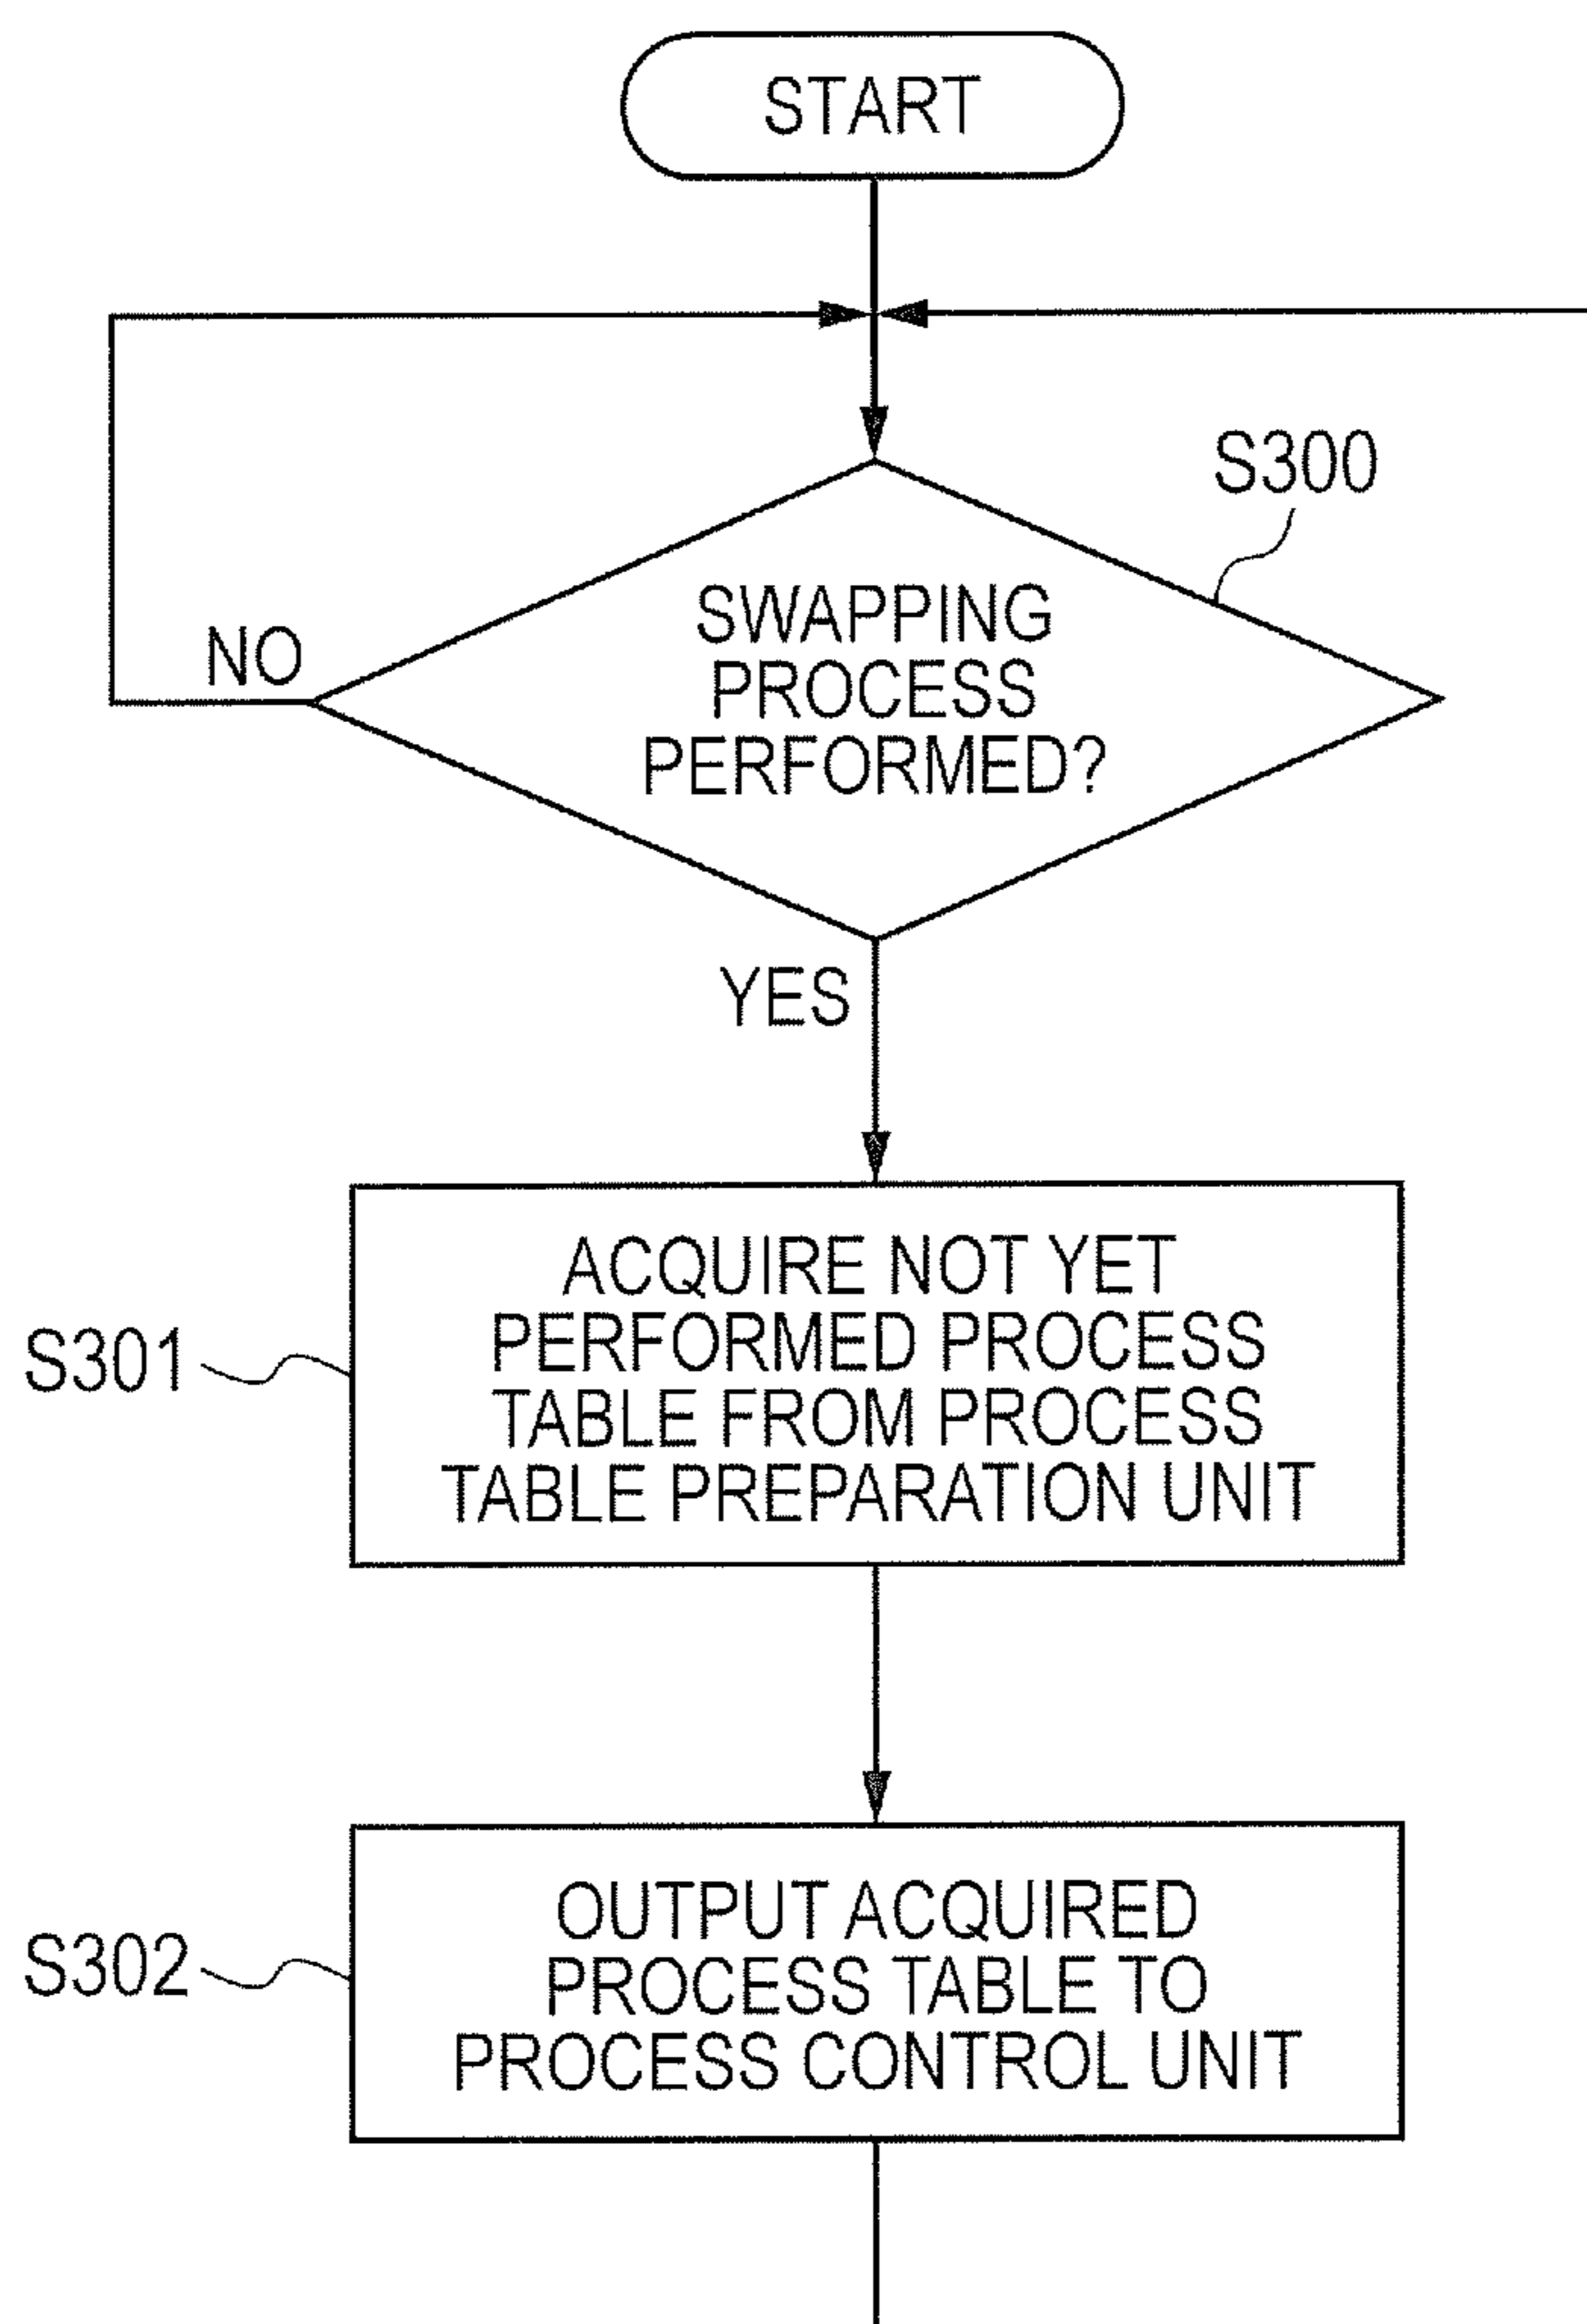 START
S300
SWAPPING
PROCESS
PERFORMED?
NO
YES
S301
ACQUIRE NOT YET
PERFORMED PROCESS
TABLE FROM PROCESS
TABLE PREPARATION UNIT
S302
OUTPUT ACQUIRED
PROCESS TABLE TO
PROCESS CONTROL UNIT